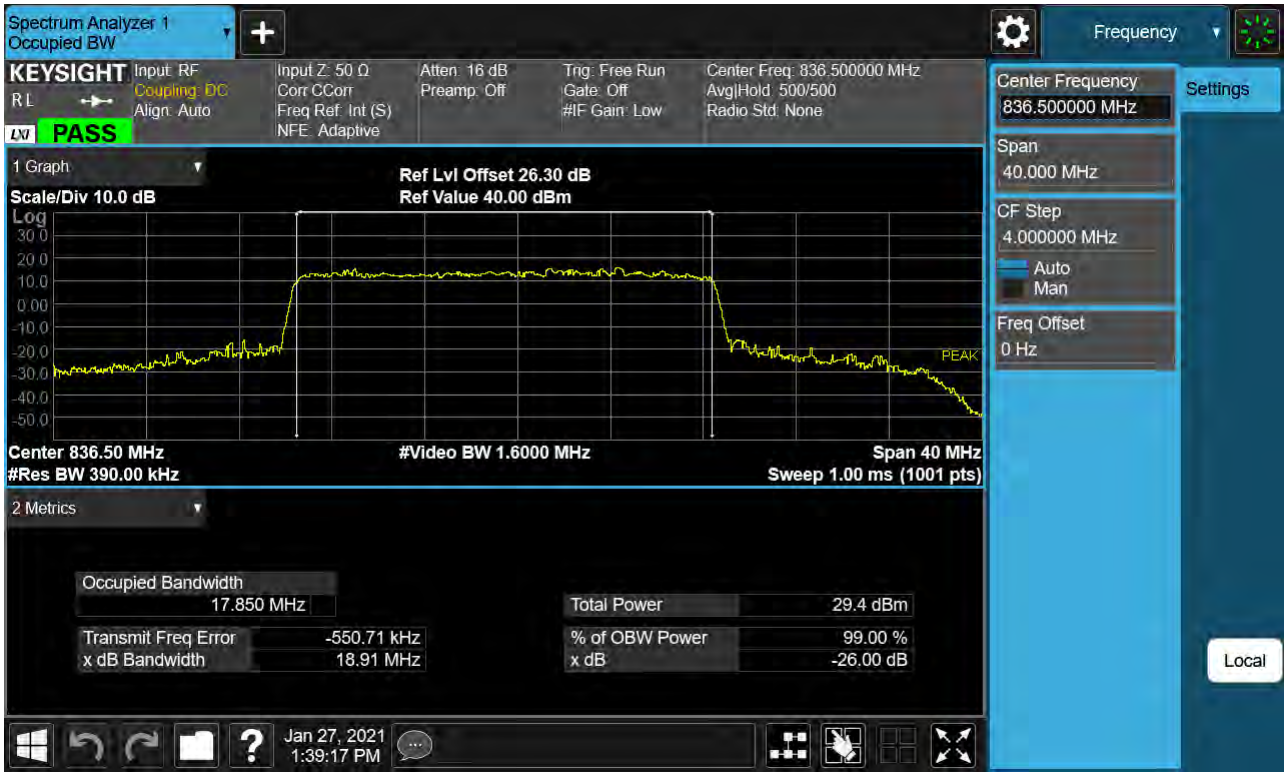 Spectrum Analyzer 1
Occupied BW
+
Frequency
KEYSIGHT
R L
LXI PASS
Input: RF
Coupling: DC
Align: Auto
Input Z: 50 Ω
Corr CCorr
Freq Ref: Int (S)
NFE: Adaptive
Atten: 16 dB
Preamp: Off
Trig: Free Run
Gate: Off
#IF Gain: Low
Center Freq: 836.500000 MHz
Avg|Hold: 500/500
Radio Std: None
Center Frequency
836.500000 MHz
Settings
Span
40.000 MHz
CF Step
4.000000 MHz
Auto
Man
Freq Offset
0 Hz
1 Graph
Scale/Div 10.0 dB
Ref Lvl Offset 26.30 dB
Ref Value 40.00 dBm
Log
30.0
20.0
10.0
0.00
-10.0
-20.0
-30.0
-40.0
-50.0
PEAK
Center 836.50 MHz
#Video BW 1.6000 MHz
Span 40 MHz
#Res BW 390.00 kHz
Sweep 1.00 ms (1001 pts)
2 Metrics
Occupied Bandwidth
17.850 MHz
Total Power 29.4 dBm
Transmit Freq Error -550.71 kHz
% of OBW Power 99.00 %
x dB Bandwidth 18.91 MHz
x dB -26.00 dB
Local
?
Jan 27, 2021
1:39:17 PM